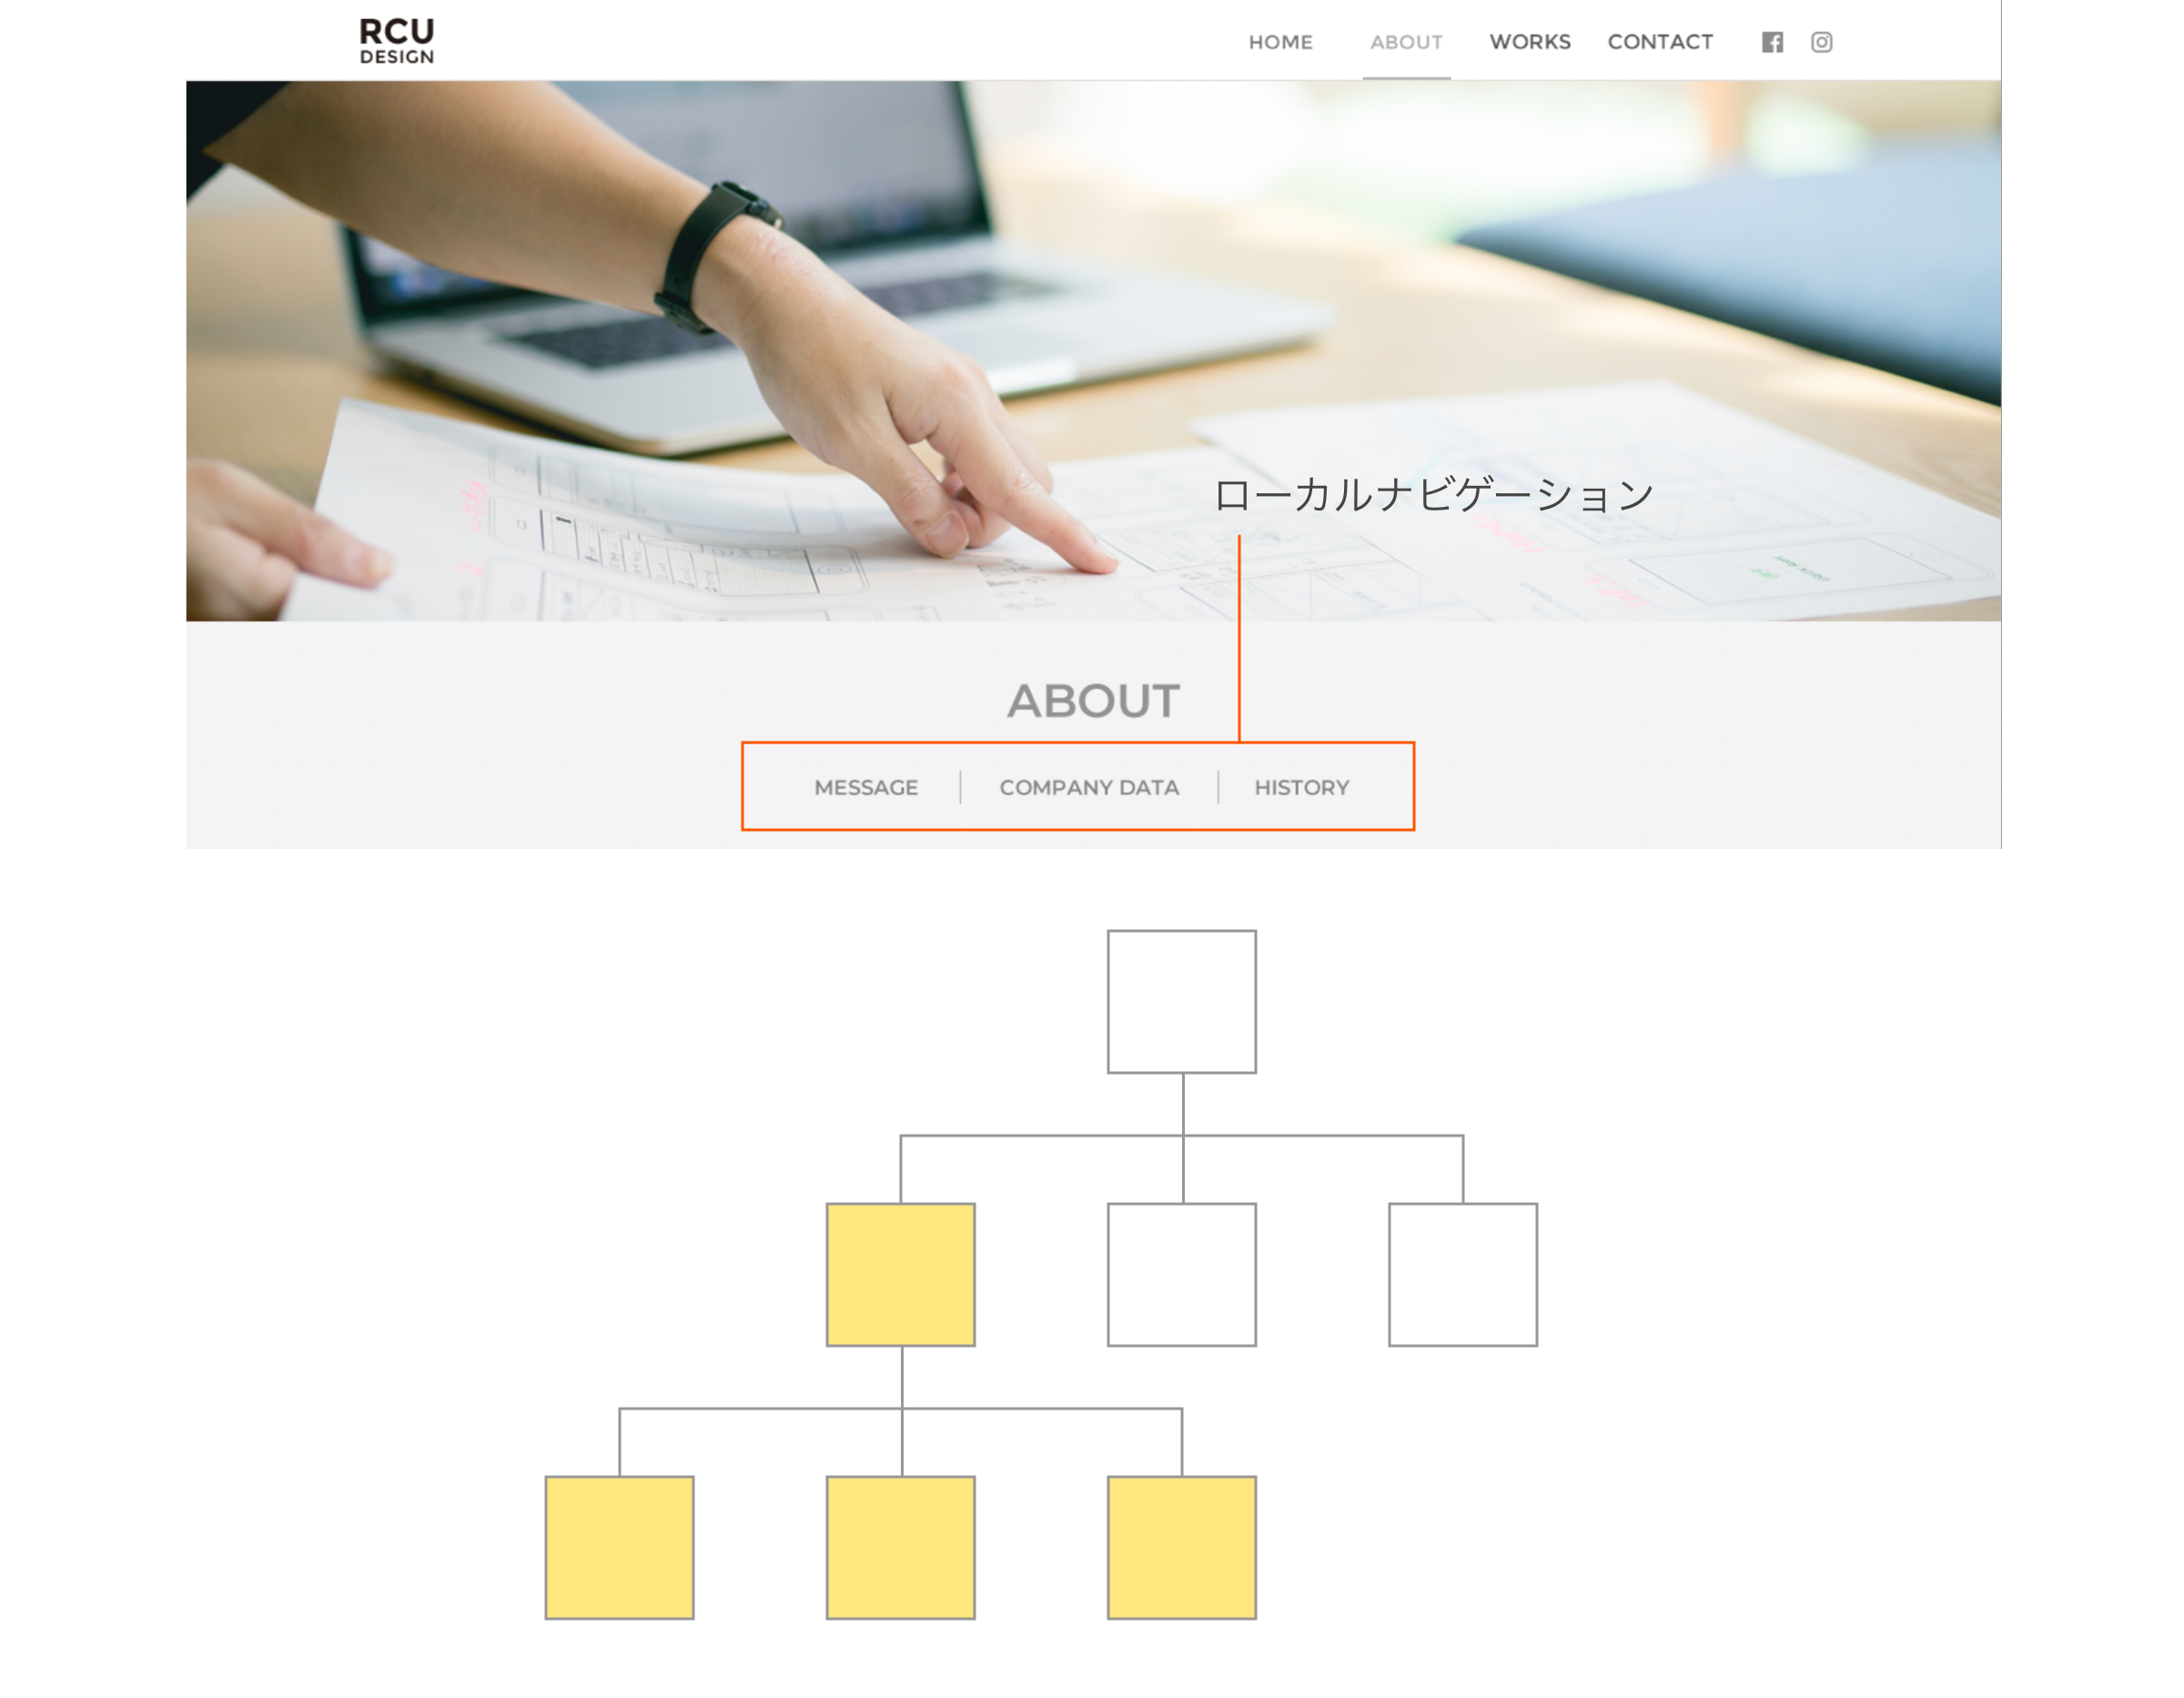 RCU
DESIGN
HOME ABOUT WORKS CONTACT
ローカルナビゲーション
ABOUT
MESSAGE COMPANY DATA HISTORY